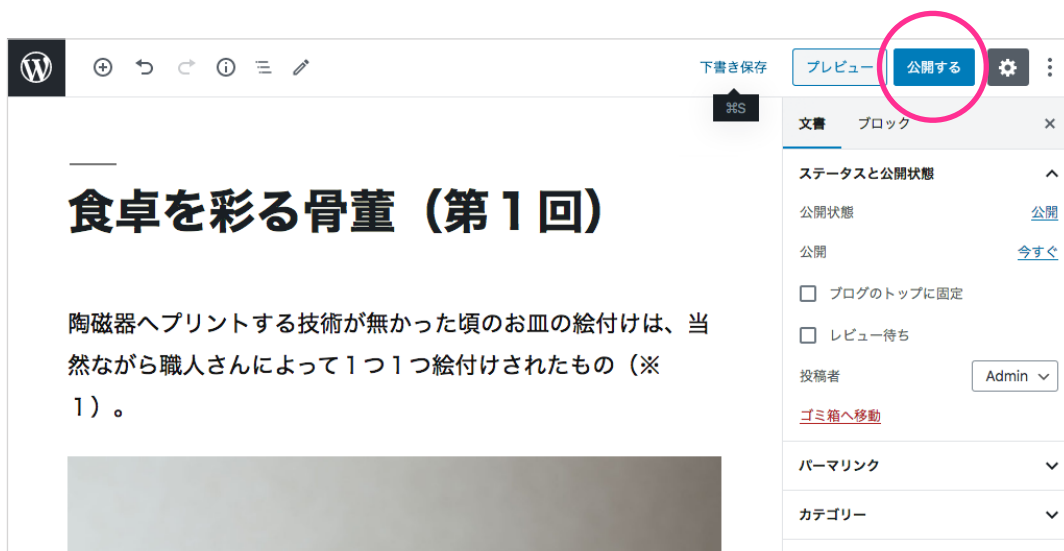 下書き保存
プレビュー
公開する
⌘S
文書
ブロック
ステータスと公開状態
公開状態
公開
公開
今すぐ
ブログのトップに固定
レビュー待ち
投稿者
Admin
ゴミ箱へ移動
パーマリンク
カテゴリー
食卓を彩る骨董（第１回）
陶磁器へプリントする技術が無かった頃のお皿の絵付けは、当
然ながら職人さんによって１つ１つ絵付けされたもの（※
１）。